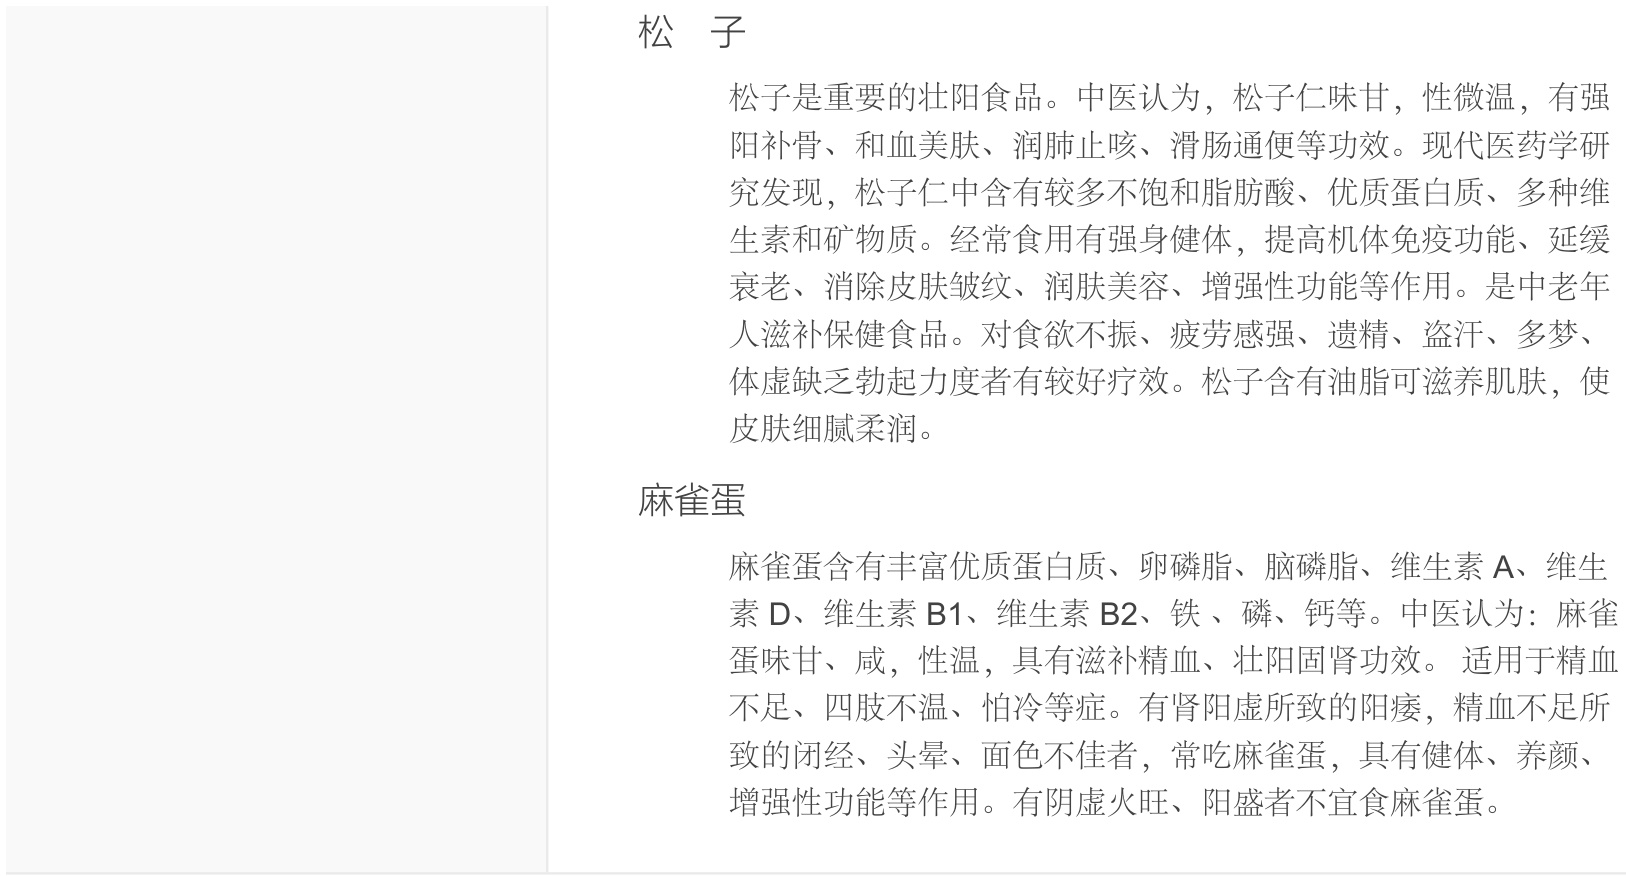 松　子
松子是重要的壮阳食品。中医认为，松子仁味甘，性微温，有强
阳补骨、和血美肤、润肺止咳、滑肠通便等功效。现代医药学研
究发现，松子仁中含有较多不饱和脂肪酸、优质蛋白质、多种维
生素和矿物质。经常食用有强身健体，提高机体免疫功能、延缓
衰老、消除皮肤皱纹、润肤美容、增强性功能等作用。是中老年
人滋补保健食品。对食欲不振、疲劳感强、遗精、盗汗、多梦、
体虚缺乏勃起力度者有较好疗效。松子含有油脂可滋养肌肤，使
皮肤细腻柔润。
麻雀蛋
麻雀蛋含有丰富优质蛋白质、卵磷脂、脑磷脂、维生素 A、维生
素 D、维生素 B1、维生素 B2、铁 、磷、钙等。中医认为：麻雀
蛋味甘、咸，性温，具有滋补精血、壮阳固肾功效。 适用于精血
不足、四肢不温、怕冷等症。有肾阳虚所致的阳痿，精血不足所
致的闭经、头晕、面色不佳者，常吃麻雀蛋，具有健体、养颜、
增强性功能等作用。有阴虚火旺、阳盛者不宜食麻雀蛋。